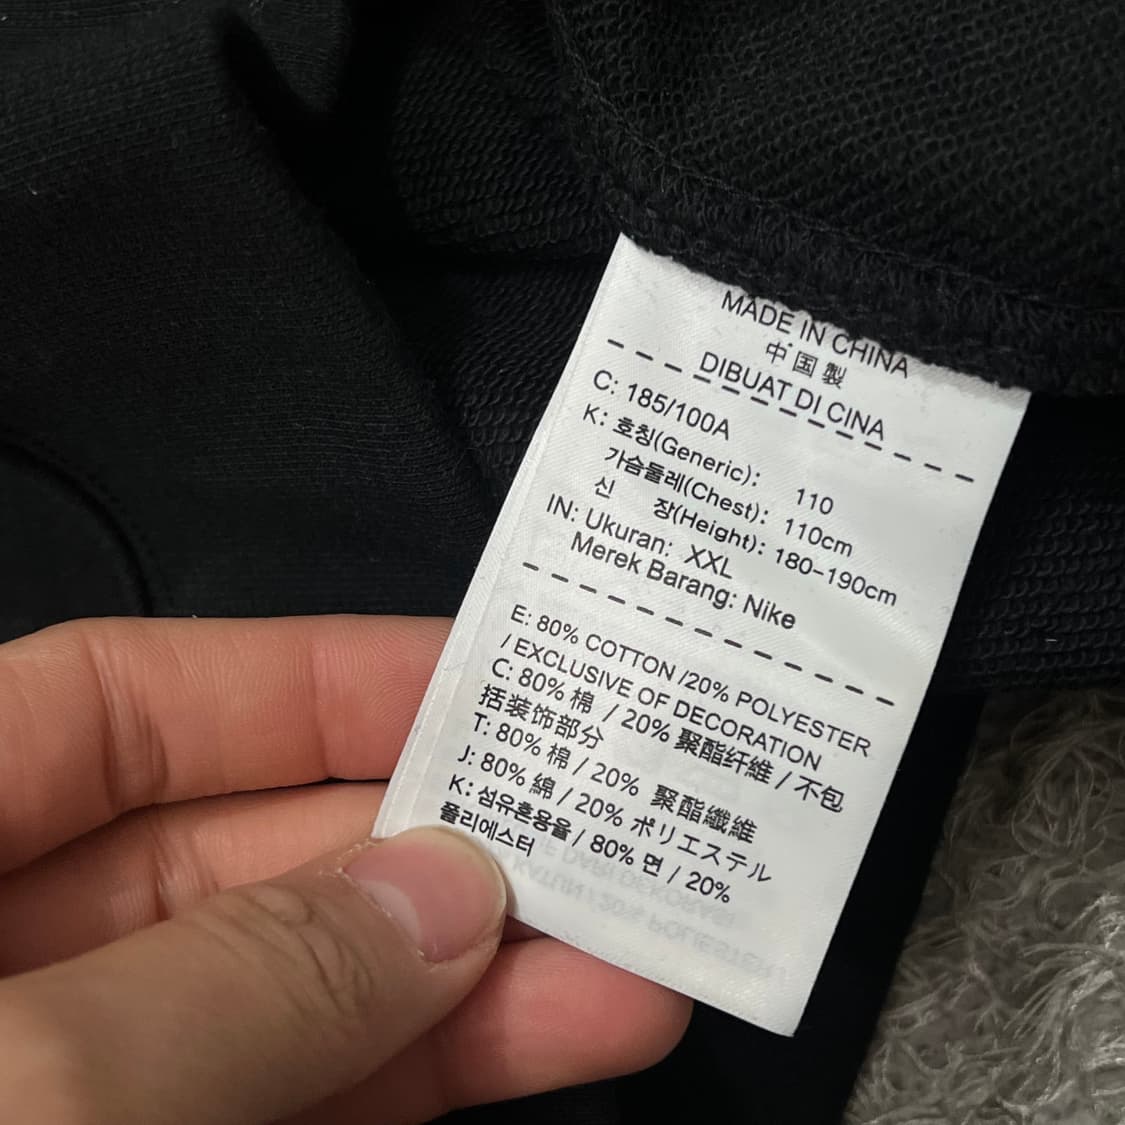 MADE IN CHINA
中国製
DIBUAT DI CINA
C: 185/100A
K: 호칭(Generic): 110
가슴둘레(Chest): 110cm
신 장(Height): 180-190cm
IN: Ukuran: XXL
Merek Barang: Nike
E: 80% COTTON /20% POLYESTER
/ EXCLUSIVE OF DECORATION
C: 80% 棉 / 20% 聚酯纤維 / 不包
括装饰部分
T: 80% 棉 / 20% 聚酯纖維
J: 80% 綿 / 20% ポリエステル
K: 섬유혼용율 / 80% 면 / 20%
폴리에스터